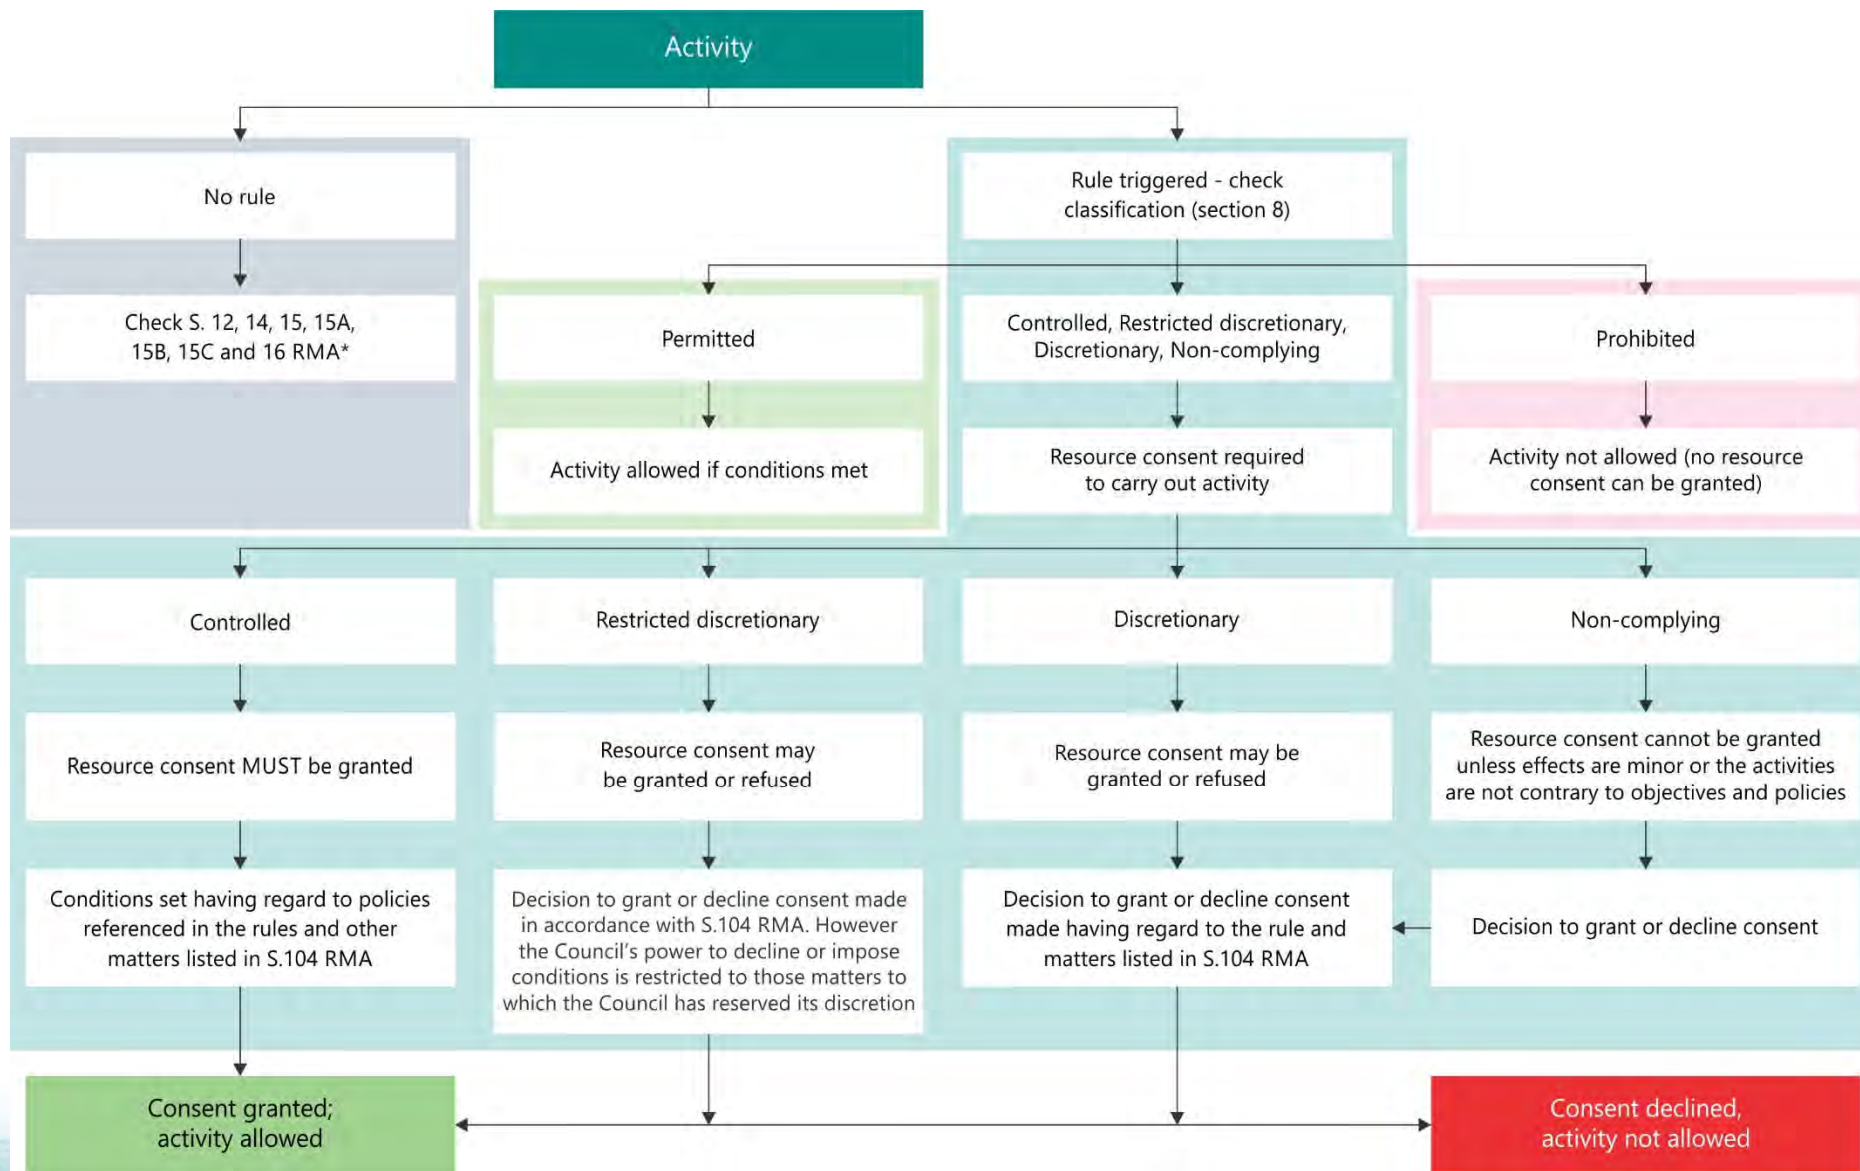 Activity
No rule
Rule triggered - check
classification (section 8)
Check S. 12, 14, 15, 15A,
15B, 15C and 16 RMA*
Permitted
Controlled, Restricted discretionary,
Discretionary, Non-complying
Prohibited
Activity allowed if conditions met
Resource consent required
to carry out activity
Activity not allowed (no resource
consent can be granted)
Controlled
Restricted discretionary
Discretionary
Non-complying
Resource consent MUST be granted
Resource consent may
be granted or refused
Resource consent may be
granted or refused
Resource consent cannot be granted
unless effects are minor or the activities
are not contrary to objectives and policies
Conditions set having regard to policies
referenced in the rules and other
matters listed in S.104 RMA
Decision to grant or decline consent made
in accordance with S.104 RMA. However
the Council's power to decline or impose
conditions is restricted to those matters to
which the Council has reserved its discretion
Decision to grant or decline consent
made having regard to the rule and
matters listed in S.104 RMA
Decision to grant or decline consent
Consent granted;
activity allowed
Consent declined,
activity not allowed